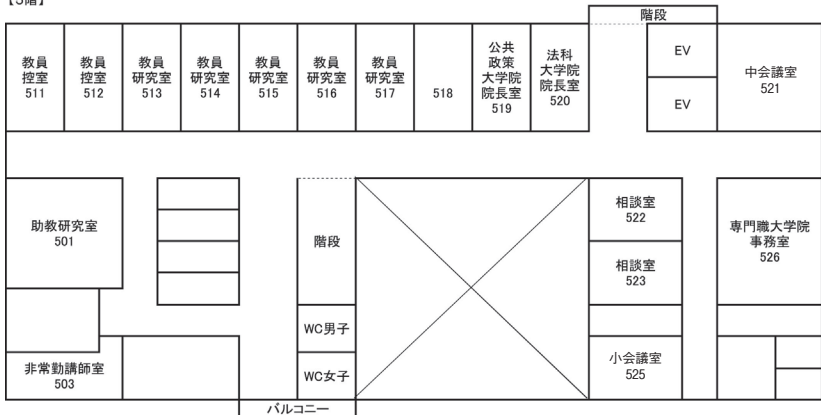 【5階】
階段
教員
控室
511
教員
控室
512
教員
研究室
513
教員
研究室
514
教員
研究室
515
教員
研究室
516
教員
研究室
517
518
公共
政策
大学院
院長室
519
法科
大学院
院長室
520
EV
EV
中会議室
521
助教研究室
501
階段
相談室
522
相談室
523
専門職大学院
事務室
526
WC男子
非常勤講師室
503
WC女子
小会議室
525
バルコニー